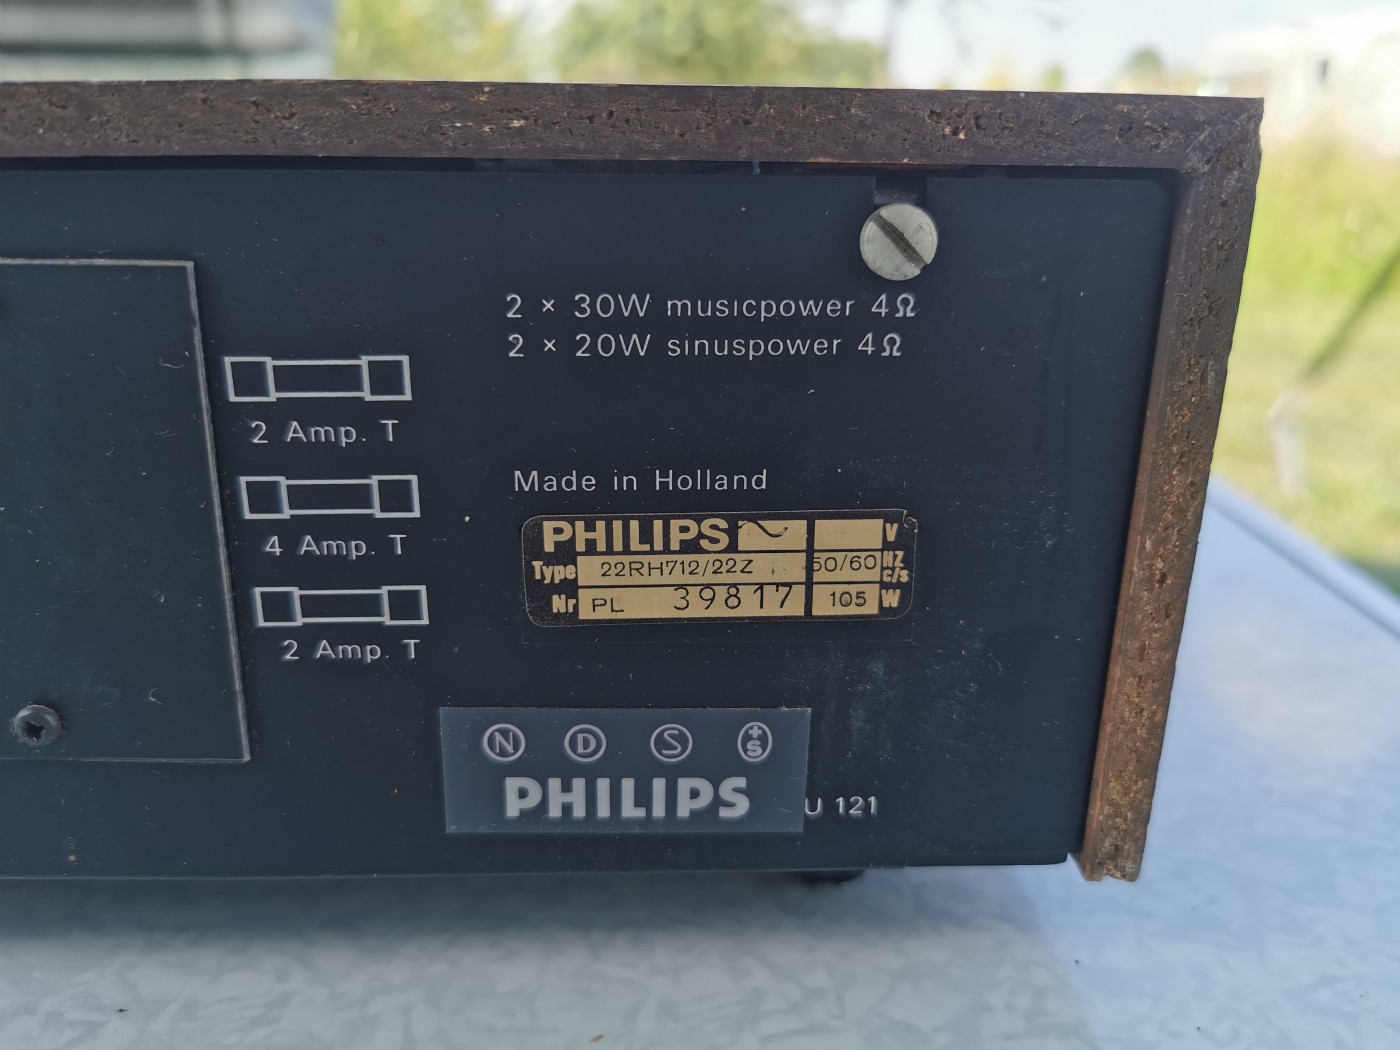 2 × 30W musicpower 4Ω
2 × 20W sinuspower 4Ω
2 Amp. T
4 Amp. T
2 Amp. T
Made in Holland
PHILIPS ~ V
Type 22RH712/22Z 50/60 HZ c/s
Nr PL 39817 105 W
N D S +S
PHILIPS
U 121